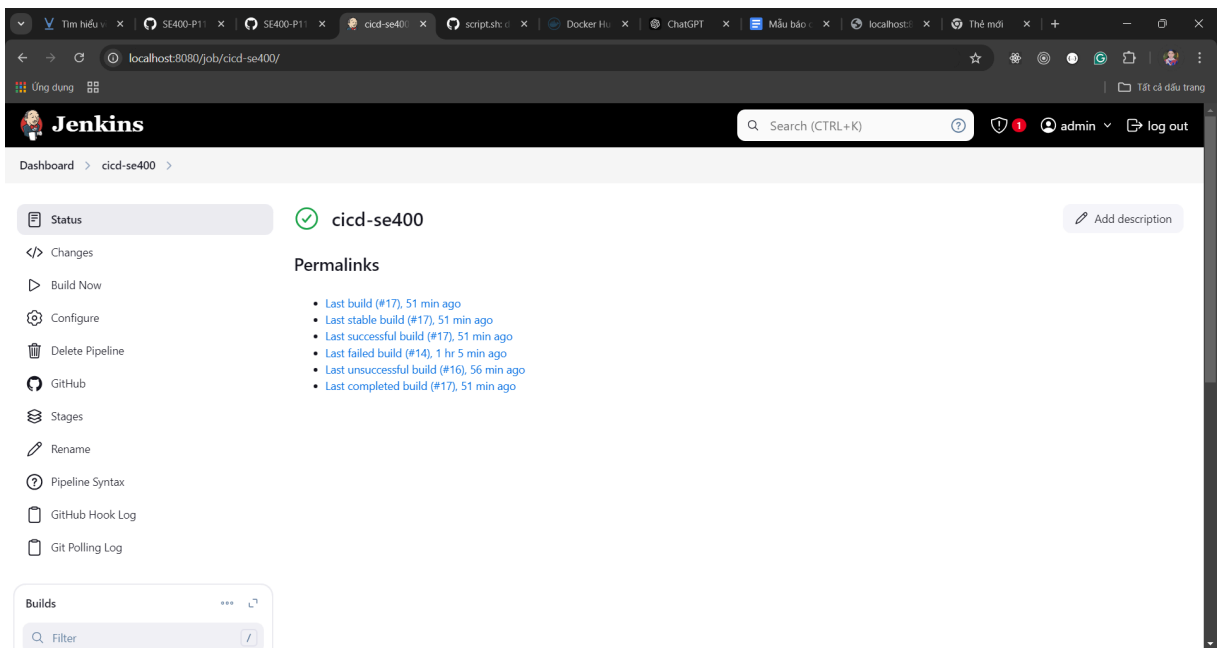 Tìm hiểu v
SE400-P11
SE400-P11
cicd-se400
script.sh: d
Docker Hu
ChatGPT
Mẫu báo c
localhost:8
Thẻ mới
localhost:8080/job/cicd-se400/
Ứng dụng
Tất cả dấu trang
Jenkins
Search (CTRL+K)
1
admin
log out
Dashboard > cicd-se400 >
Status
cicd-se400
Add description
Changes
Permalinks
Build Now
Last build (#17), 51 min ago
Last stable build (#17), 51 min ago
Configure
Last successful build (#17), 51 min ago
Delete Pipeline
Last failed build (#14), 1 hr 5 min ago
Last unsuccessful build (#16), 56 min ago
GitHub
Last completed build (#17), 51 min ago
Stages
Rename
Pipeline Syntax
GitHub Hook Log
Git Polling Log
Builds
Filter
/